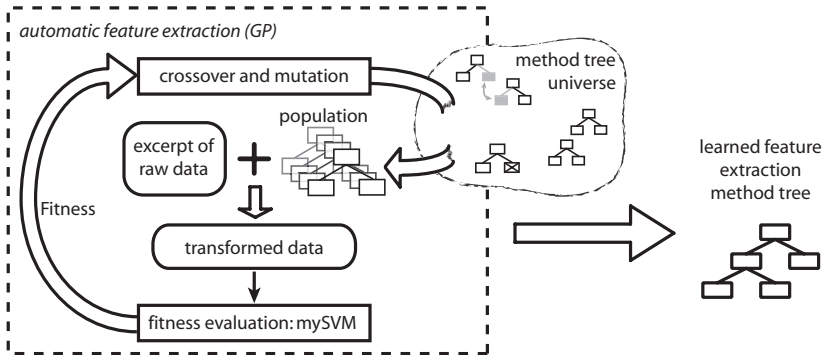 automatic feature extraction (GP)
crossover and mutation
method tree
universe
population
excerpt of
raw data
Fitness
transformed data
fitness evaluation: mySVM
learned feature
extraction
method tree